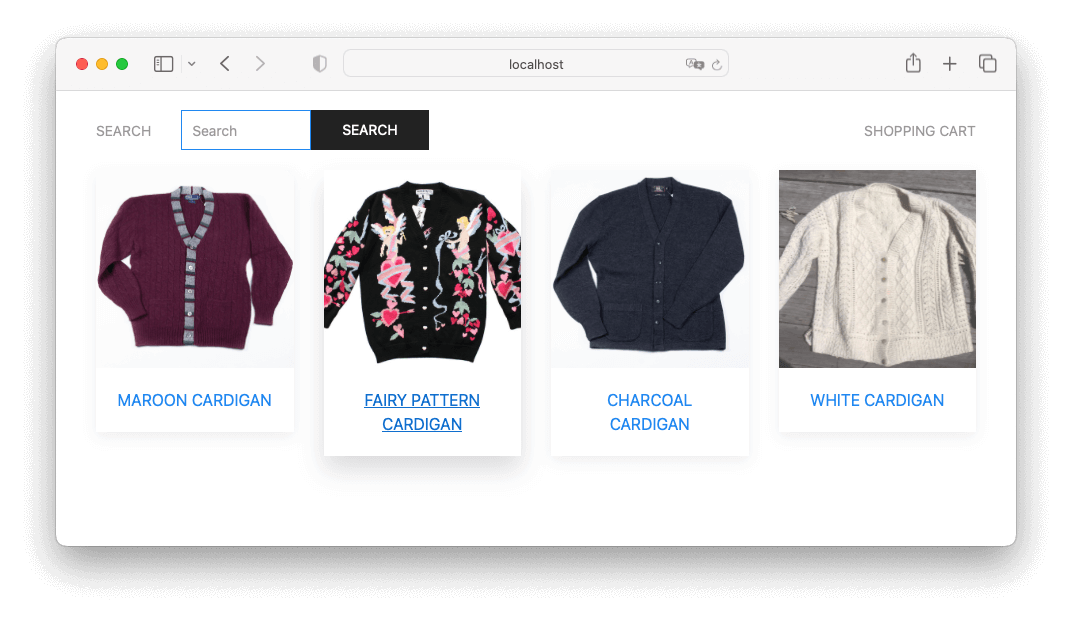 localhost
SEARCH
Search
SEARCH
SHOPPING CART
MAROON CARDIGAN
FAIRY PATTERN
CARDIGAN
CHARCOAL
CARDIGAN
WHITE CARDIGAN